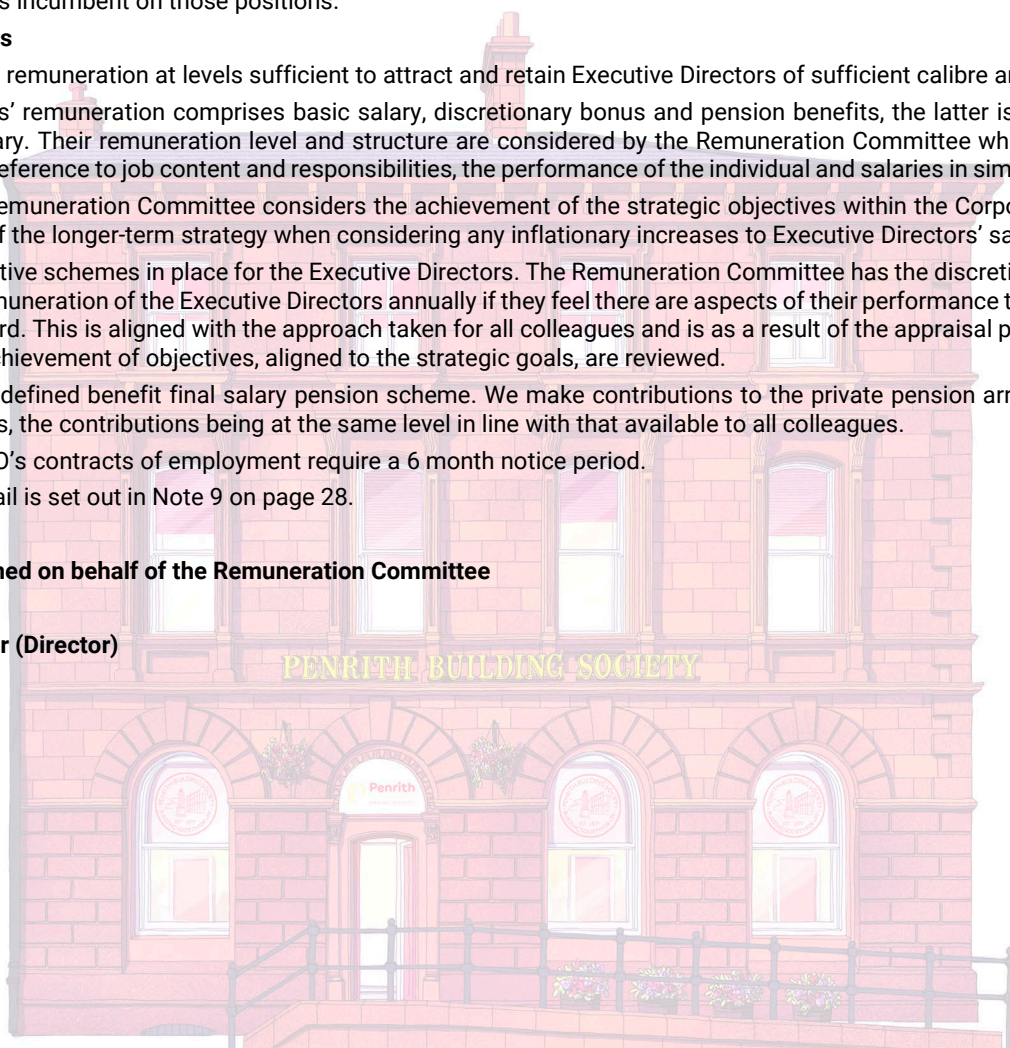 s incumbent on those positions.
s
remuneration at levels sufficient to attract and retain Executive Directors of sufficient calibre a
s’ remuneration comprises basic salary, discretionary bonus and pension benefits, the latter is
ary. Their remuneration level and structure are considered by the Remuneration Committee wh
eference to job content and responsibilities, the performance of the individual and salaries in sim
emuneration Committee considers the achievement of the strategic objectives within the Corpo
f the longer-term strategy when considering any inflationary increases to Executive Directors’ sa
tive schemes in place for the Executive Directors. The Remuneration Committee has the discreti
muneration of the Executive Directors annually if they feel there are aspects of their performance t
rd. This is aligned with the approach taken for all colleagues and is as a result of the appraisal p
chievement of objectives, aligned to the strategic goals, are reviewed.
defined benefit final salary pension scheme. We make contributions to the private pension arr
s, the contributions being at the same level in line with that available to all colleagues.
O’s contracts of employment require a 6 month notice period.
ail is set out in Note 9 on page 28.
ned on behalf of the Remuneration Committee
r (Director)
PENRITH BUILDING SOCIETY
Penrith